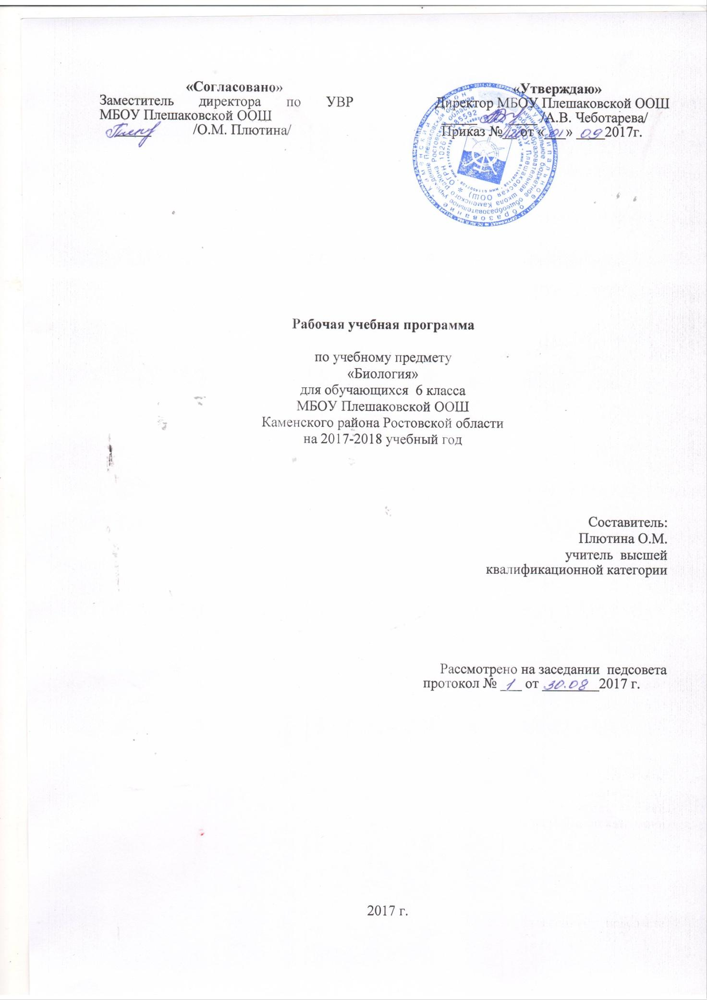 «Согласовано»
Заместитель директора по УВР
МБОУ Плешаковской ООШ
/О.М. Плютина/
«Утверждаю»
Директор МБОУ Плешаковской ООШ
/А.В. Чеботарева/
Приказ № 120 от «01» 09 2017г.
Рабочая учебная программа
по учебному предмету
«Биология»
для обучающихся 6 класса
МБОУ Плешаковской ООШ
Каменского района Ростовской области
на 2017-2018 учебный год
Составитель:
Плютина О.М.
учитель высшей
квалификационной категории
Рассмотрено на заседании педсовета
протокол № 1 от 30.08 2017 г.
2017 г.